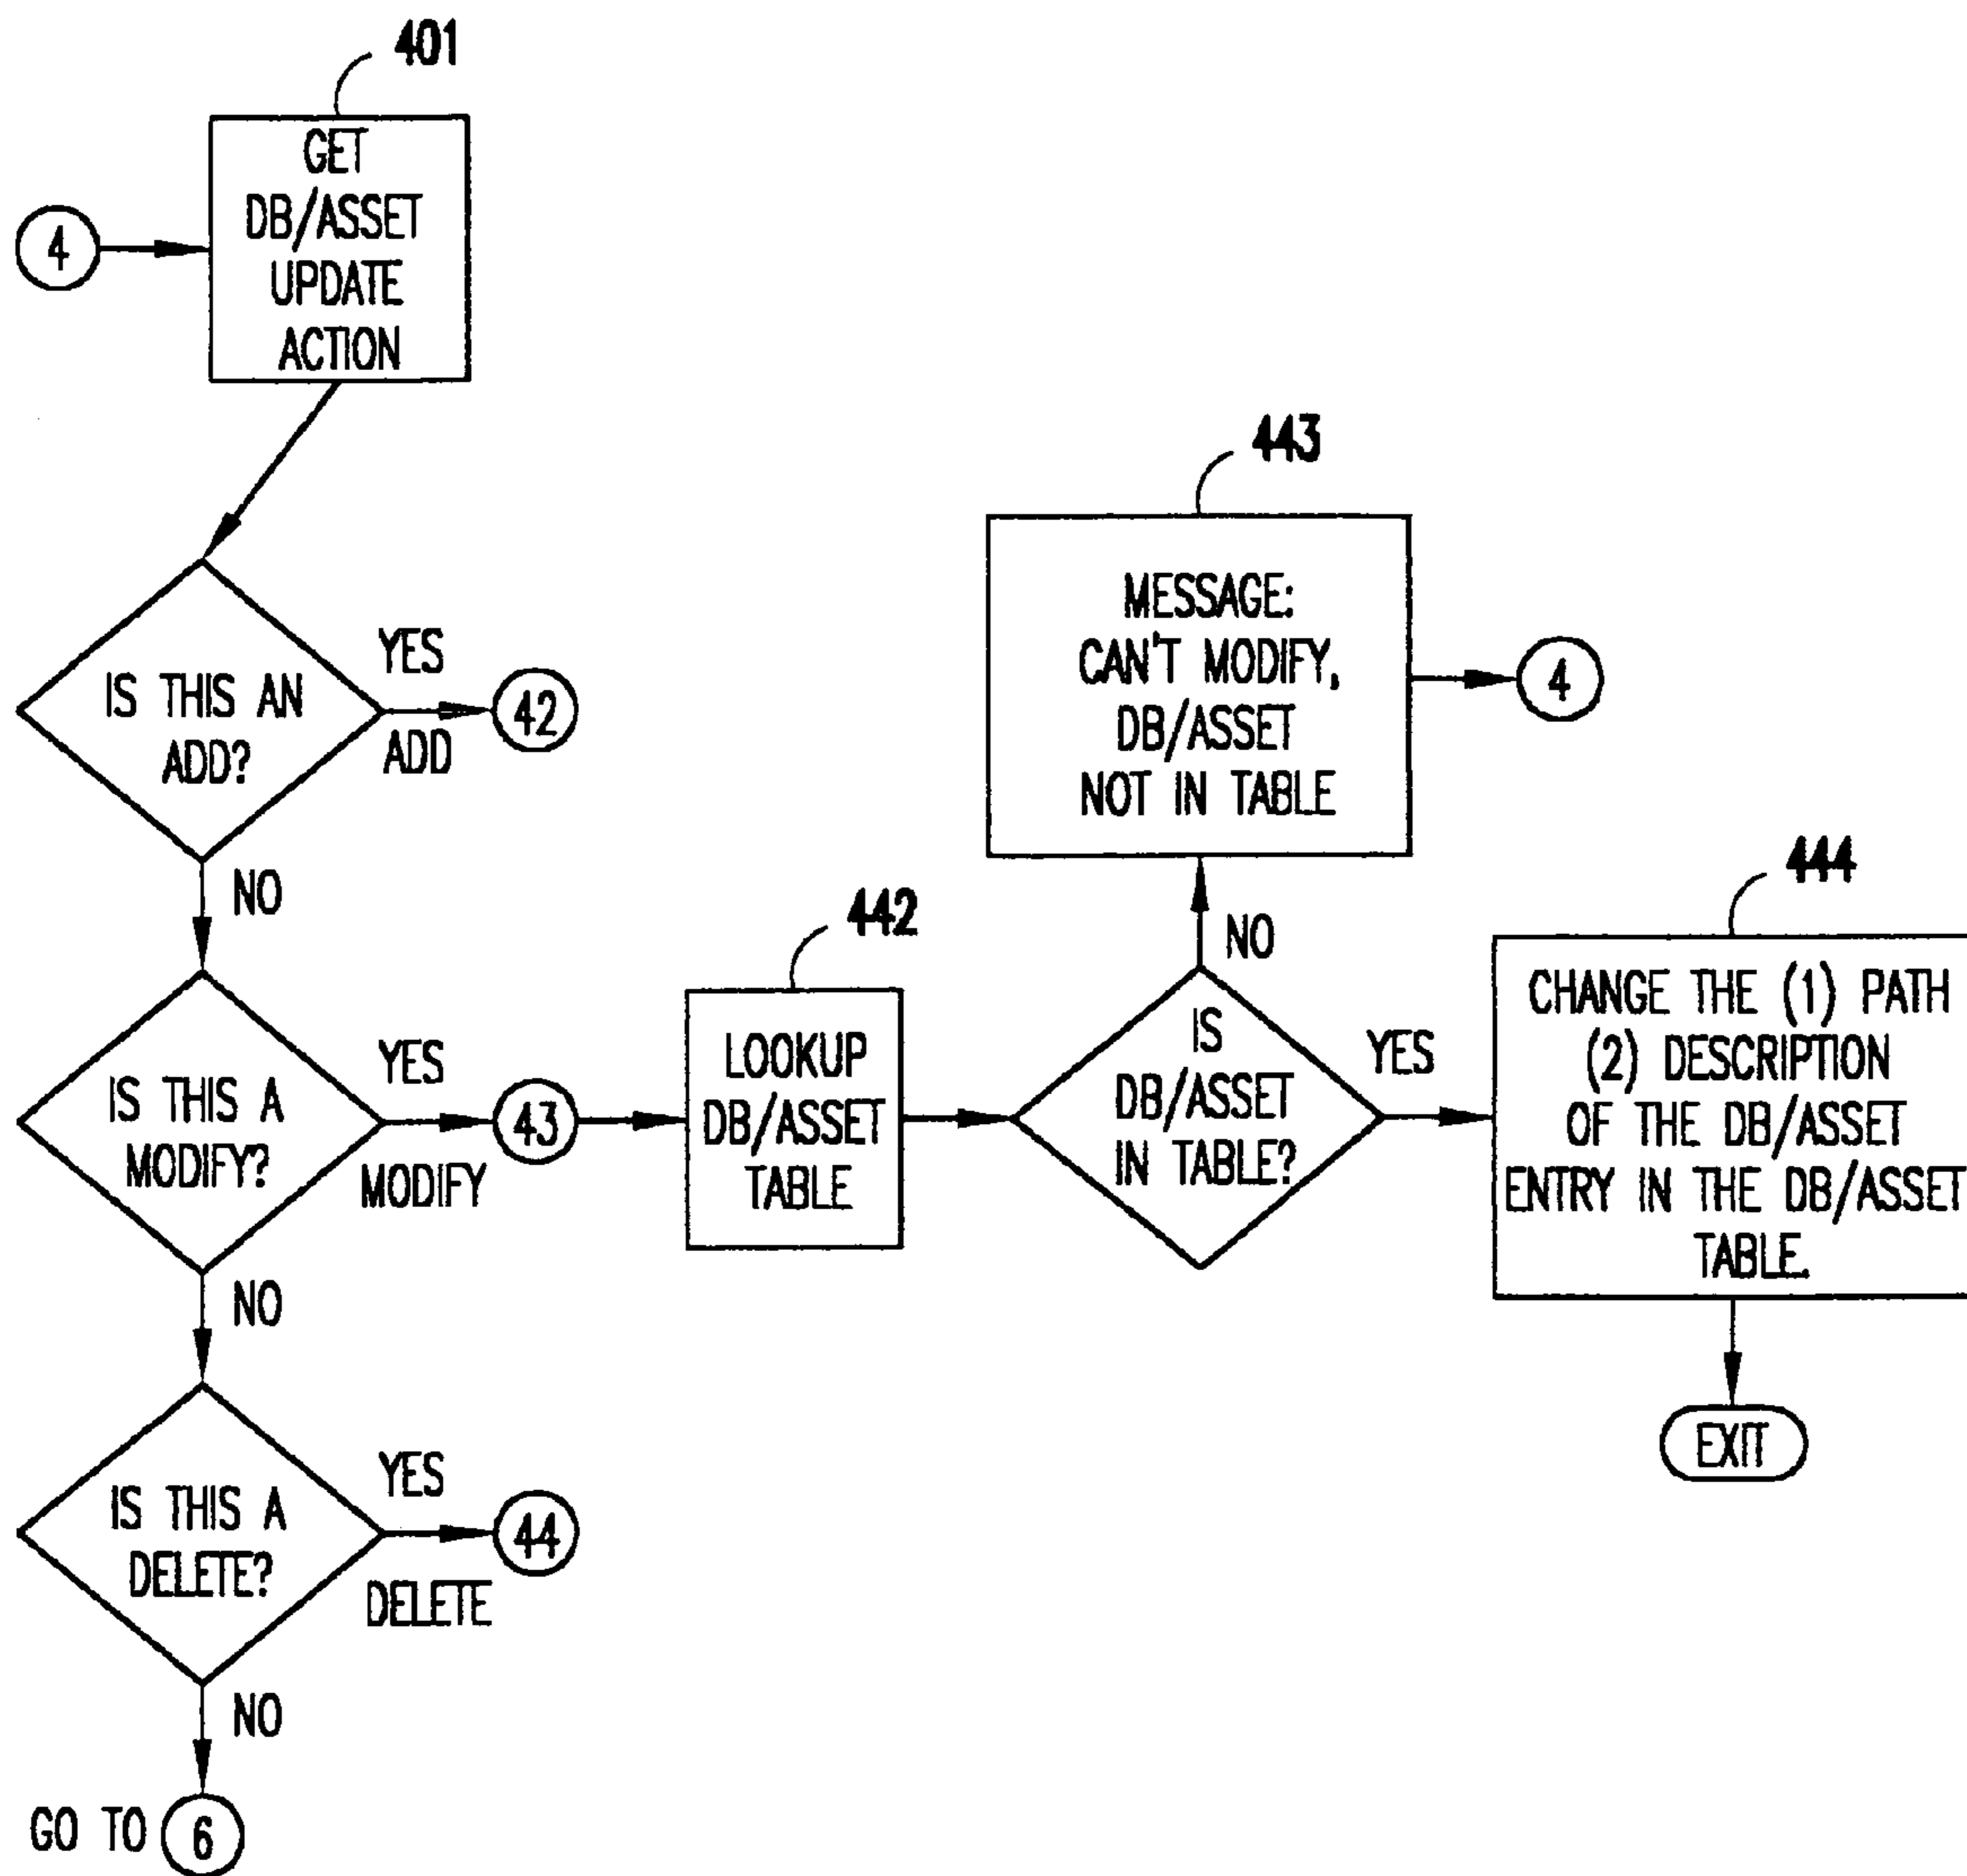 401
GET
DB/ASSET
UPDATE
ACTION
4
IS THIS AN
ADD?
YES
ADD
42
NO
IS THIS A
MODIFY?
YES
MODIFY
43
NO
442
LOOKUP
DB/ASSET
TABLE
IS
DB/ASSET
IN TABLE?
NO
443
MESSAGE:
CAN'T MODIFY,
DB/ASSET
NOT IN TABLE
4
YES
444
CHANGE THE (1) PATH
(2) DESCRIPTION
OF THE DB/ASSET
ENTRY IN THE DB/ASSET
TABLE.
EXIT
IS THIS A
DELETE?
YES
DELETE
44
NO
GO TO 6